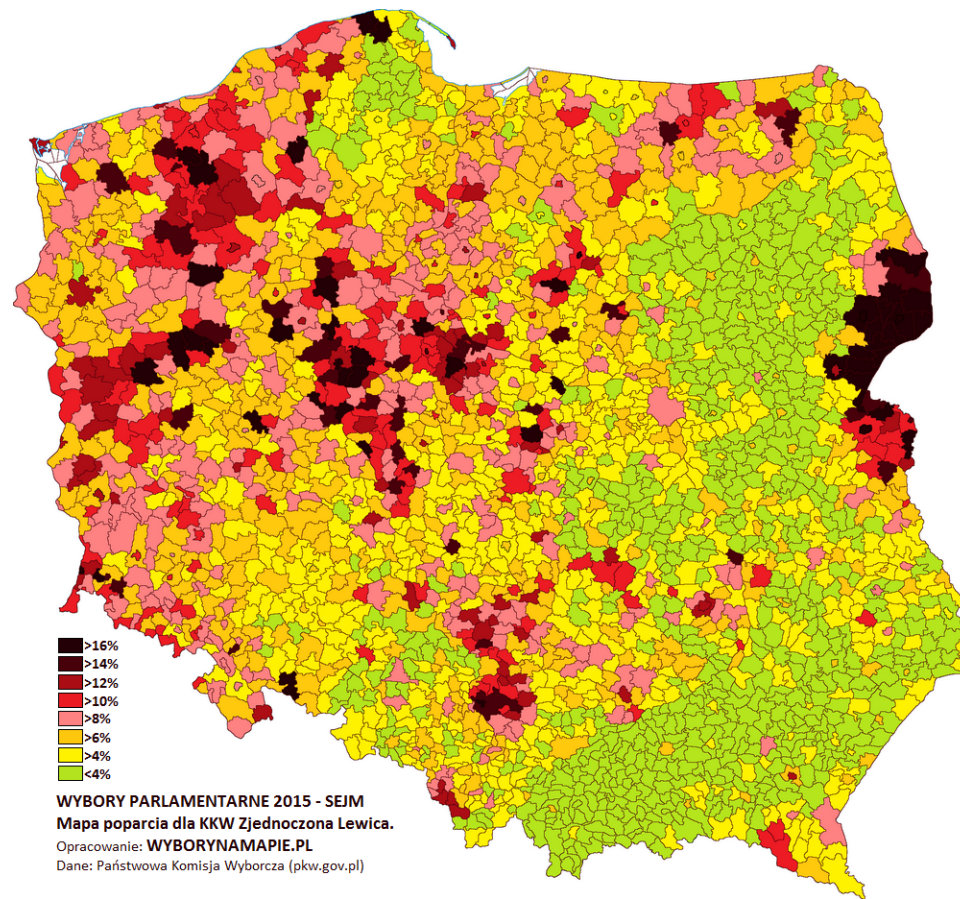 >16%
>14%
>12%
>10%
>8%
>6%
>4%
<4%
WYBORY PARLAMENTARNE 2015 - SEJM
Mapa poparcia dla KKW Zjednoczona Lewica.
Opracowanie: WYBORYNAMAPIE.PL
Dane: Państwowa Komisja Wyborcza (pkw.gov.pl)